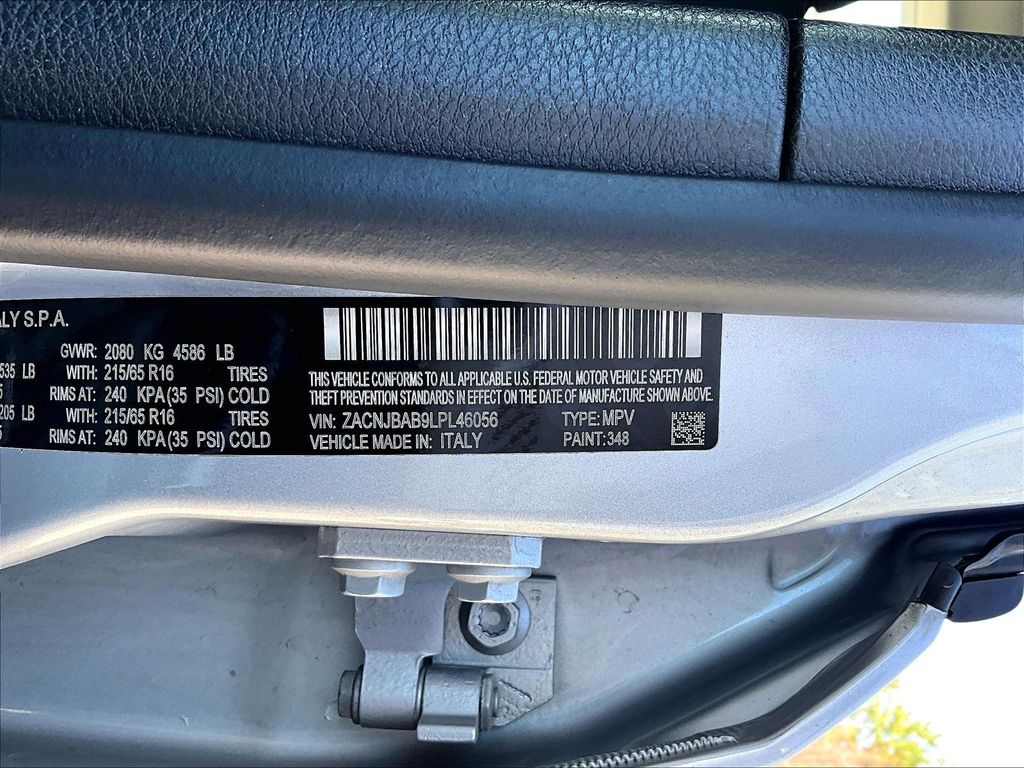 ALY S.P.A.
GVWR: 2080 KG 4586 LB
535 LB WITH: 215/65 R16 TIRES
5 RIMS AT: 240 KPA(35 PSI) COLD
205 LB WITH: 215/65 R16 TIRES
5 RIMS AT: 240 KPA(35 PSI) COLD
THIS VEHICLE CONFORMS TO ALL APPLICABLE U.S. FEDERAL MOTOR VEHICLE SAFETY AND
THEFT PREVENTION STANDARDS IN EFFECT ON THE DATE OF MANUFACTURE SHOWN ABOVE.
VIN: ZACNJBAB9LPL46056 TYPE: MPV
VEHICLE MADE IN: ITALY PAINT: 348